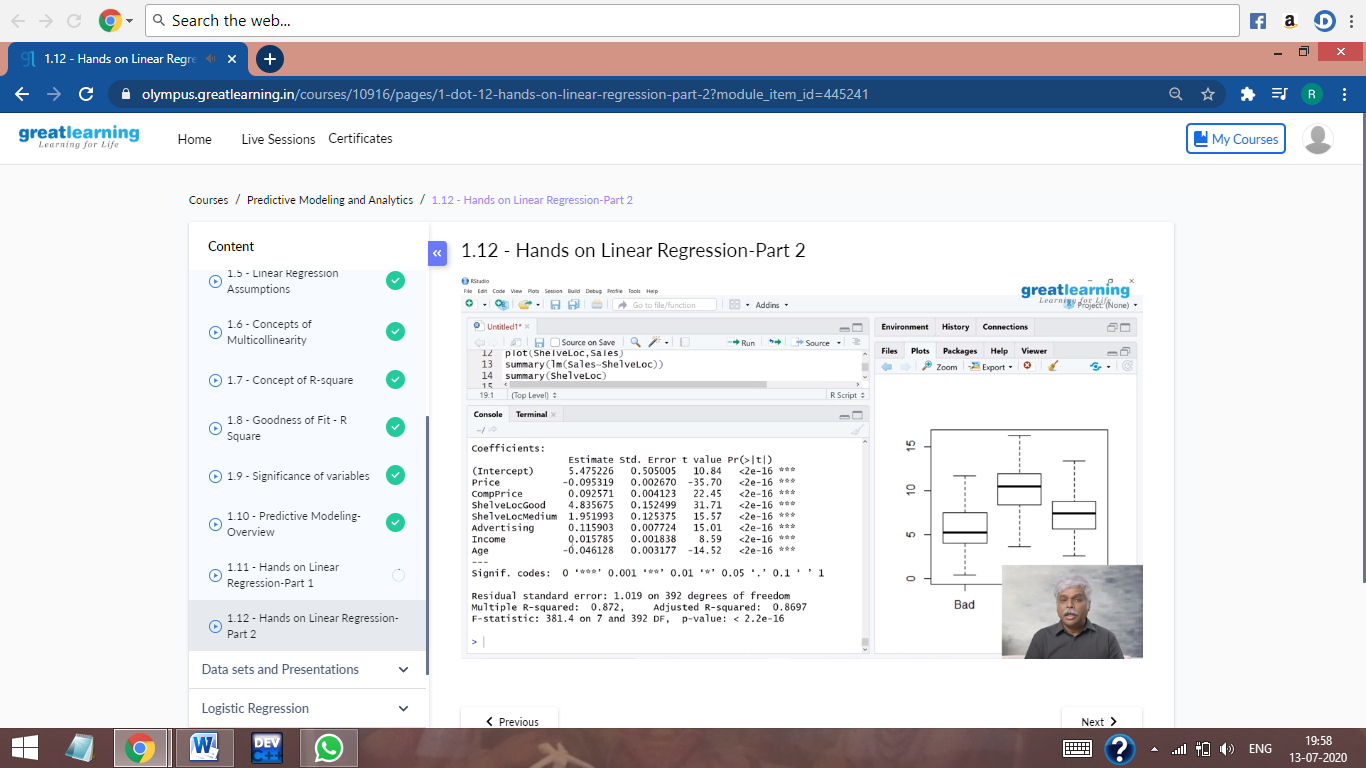 Search the web...
1.12 - Hands on Linear Regre
olympus.greatlearning.in/courses/10916/pages/1-dot-12-hands-on-linear-regression-part-2?module_item_id=445241
R
greatlearning
Learning for Life
Home Live Sessions Certificates
My Courses
Courses / Predictive Modeling and Analytics / 1.12 - Hands on Linear Regression-Part 2
Content
1.5 - Linear Regression
Assumptions
1.6 - Concepts of
Multicollinearity
1.7 - Concept of R-square
1.8 - Goodness of Fit - R
Square
1.9 - Significance of variables
1.10 - Predictive Modeling-
Overview
1.11 - Hands on Linear
Regression-Part 1
1.12 - Hands on Linear Regression-
Part 2
Data sets and Presentations
Logistic Regression
1.12 - Hands on Linear Regression-Part 2
RStudio
File Edit Code View Plots Session Build Debug Profile Tools Help
Go to file/function Addins
greatlearning
Learning for Life
Project: (None)
Untitled1*
Source on Save Run Source
12 plot(ShelveLoc,Sales)
13 summary(lm(Sales~ShelveLoc))
14 summary(ShelveLoc)
15
19:1 (Top Level) R Script
Console Terminal
~/
Coefficients:
Estimate Std. Error t value Pr(>|t|)
(Intercept) 5.475226 0.505005 10.84 <2e-16 ***
Price -0.095319 0.002670 -35.70 <2e-16 ***
CompPrice 0.092571 0.004123 22.45 <2e-16 ***
ShelveLocGood 4.835675 0.152499 31.71 <2e-16 ***
ShelveLocMedium 1.951993 0.125375 15.57 <2e-16 ***
Advertising 0.115903 0.007724 15.01 <2e-16 ***
Income 0.015785 0.001838 8.59 <2e-16 ***
Age -0.046128 0.003177 -14.52 <2e-16 ***
---
Signif. codes: 0 '***' 0.001 '**' 0.01 '*' 0.05 '.' 0.1 ' ' 1
Residual standard error: 1.019 on 392 degrees of freedom
Multiple R-squared: 0.872, Adjusted R-squared: 0.8697
F-statistic: 381.4 on 7 and 392 DF, p-value: < 2.2e-16
>
Environment History Connections
Files Plots Packages Help Viewer
Zoom Export
15
10
5
0
Bad
Previous
Next
DEV
C++
ENG
19:58
13-07-2020